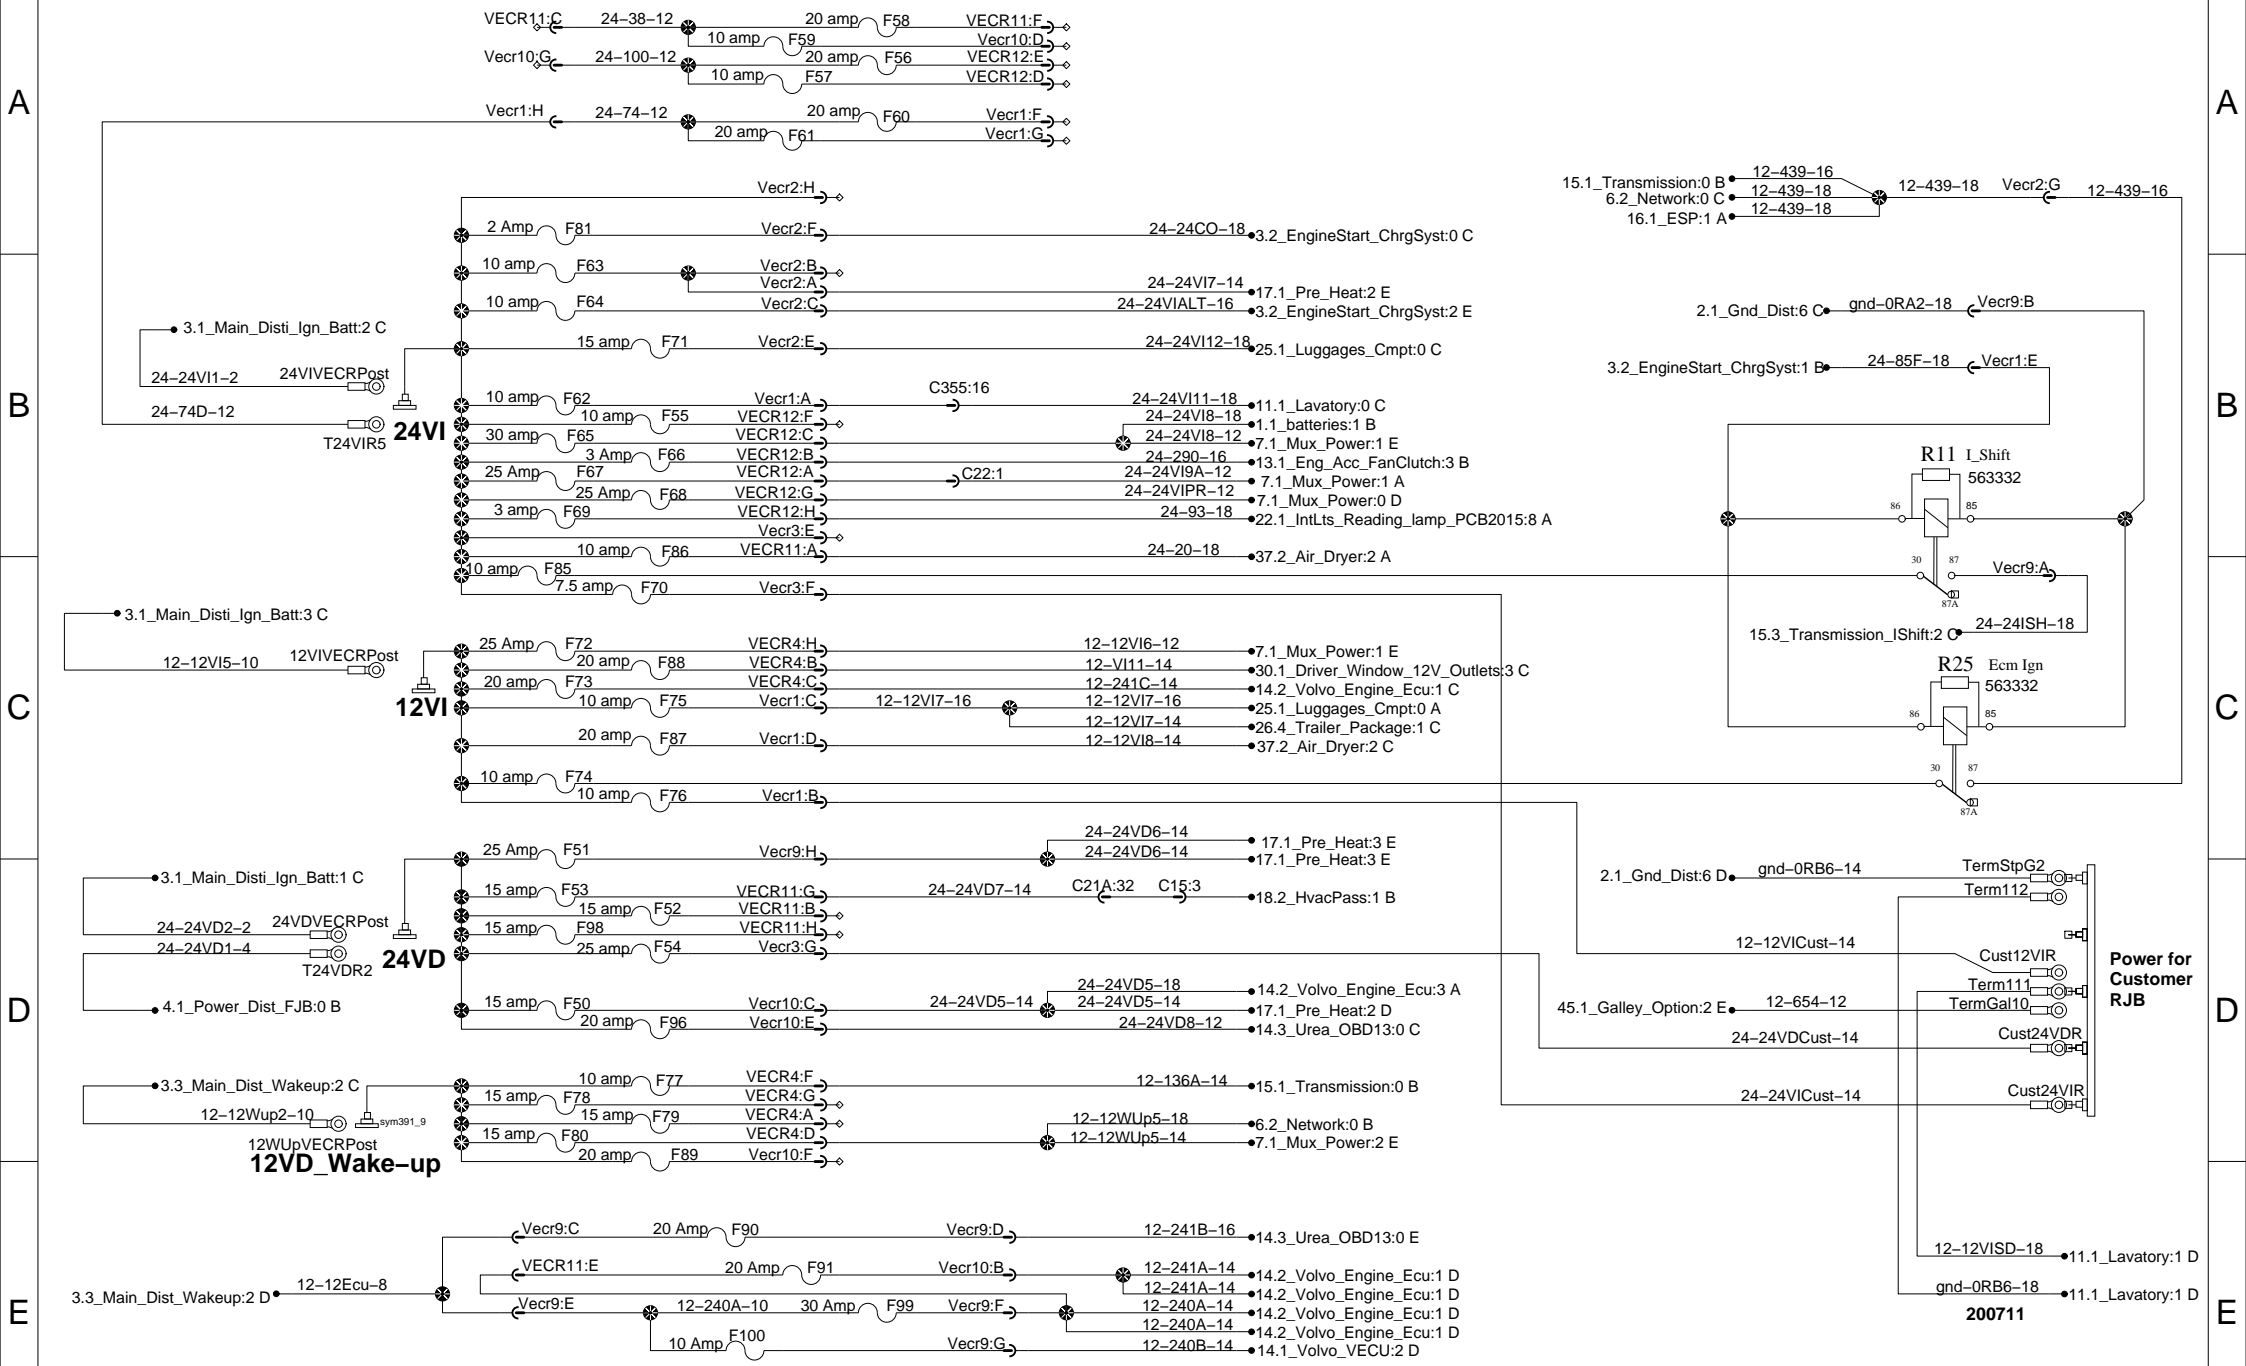 VECR11:C 24-38-12 20 amp F58 VECR11:F
10 amp F59 Vecr10:D
Vecr10:G 24-100-12 20 amp F56 VECR12:E
10 amp F57 VECR12:D
A A
Vecr1:H 24-74-12 20 amp F60 Vecr1:F
20 amp F61 Vecr1:G
15.1_Transmission:0 B 12-439-16
6.2_Network:0 C 12-439-18 12-439-18 Vecr2:G 12-439-16
16.1_ESP:1 A 12-439-18
Vecr2:H
2 Amp F81 Vecr2:F 24-24CO-18 3.2_EngineStart_ChrgSyst:0 C
10 amp F63 Vecr2:B
Vecr2:A 24-24VI7-14 17.1_Pre_Heat:2 E
10 amp F64 Vecr2:C 24-24VIALT-16 3.2_EngineStart_ChrgSyst:2 E
2.1_Gnd_Dist:6 C gnd-0RA2-18 Vecr9:B
3.1_Main_Disti_Ign_Batt:2 C
15 amp F71 Vecr2:E 24-24VI12-18 25.1_Luggages_Cmpt:0 C
3.2_EngineStart_ChrgSyst:1 B 24-85F-18 Vecr1:E
24-24VI1-2 24VIVECRPost
B B
24-74D-12
T24VIR5 24VI
10 amp F62 Vecr1:A C355:16 24-24VI11-18 11.1_Lavatory:0 C
10 amp F55 VECR12:F 24-24VI8-18 1.1_batteries:1 B
30 amp F65 VECR12:C 24-24VI8-12 7.1_Mux_Power:1 E
3 Amp F66 VECR12:B 24-290-16 13.1_Eng_Acc_FanClutch:3 B
25 Amp F67 VECR12:A C22:1 24-24VI9A-12 7.1_Mux_Power:1 A
25 Amp F68 VECR12:G 24-24VIPR-12 7.1_Mux_Power:0 D
3 amp F69 VECR12:H 24-93-18 22.1_IntLts_Reading_lamp_PCB2015:8 A
Vecr3:E
10 amp F86 VECR11:A 24-20-18 37.2_Air_Dryer:2 A
10 amp F85
7.5 amp F70 Vecr3:F
R11 I_Shift
563332
86 85
30 87 Vecr9:A
87A
15.3_Transmission_IShift:2 C 24-24ISH-18
3.1_Main_Disti_Ign_Batt:3 C
12-12VI5-10 12VIVECRPost
12VI
C C
25 Amp F72 VECR4:H 12-12VI6-12 7.1_Mux_Power:1 E
20 amp F88 VECR4:B 12-VI11-14 30.1_Driver_Window_12V_Outlets:3 C
20 amp F73 VECR4:C 12-241C-14 14.2_Volvo_Engine_Ecu:1 C
10 amp F75 Vecr1:C 12-12VI7-16 12-12VI7-16 25.1_Luggages_Cmpt:0 A
12-12VI7-14 26.4_Trailer_Package:1 C
20 amp F87 Vecr1:D 12-12VI8-14 37.2_Air_Dryer:2 C
10 amp F74
10 amp F76 Vecr1:B
R25 Ecm Ign
563332
86 85
30 87
87A
24-24VD6-14 17.1_Pre_Heat:3 E
25 Amp F51 Vecr9:H 24-24VD6-14 17.1_Pre_Heat:3 E
3.1_Main_Disti_Ign_Batt:1 C
24-24VD2-2 24VDVECRPost
24-24VD1-4
T24VDR2 24VD
4.1_Power_Dist_FJB:0 B
15 amp F53 VECR11:G 24-24VD7-14 C21A:32 C15:3 18.2_HvacPass:1 B
15 amp F52 VECR11:B
15 amp F98 VECR11:H
25 amp F54 Vecr3:G
24-24VD5-18 14.2_Volvo_Engine_Ecu:3 A
15 amp F50 Vecr10:C 24-24VD5-14 24-24VD5-14 17.1_Pre_Heat:2 D
20 amp F96 Vecr10:E 24-24VD8-12 14.3_Urea_OBD13:0 C
D D
2.1_Gnd_Dist:6 D gnd-0RB6-14 TermStpG2
Term112
12-12VICust-14 Cust12VIR
Term111
45.1_Galley_Option:2 E 12-654-12 TermGal10
24-24VDCust-14 Cust24VDR
24-24VICust-14 Cust24VIR
Power for
Customer
RJB
3.3_Main_Dist_Wakeup:2 C
12-12Wup2-10 sym391_9
12WUpVECRPost
12VD_Wake-up
10 amp F77 VECR4:F 12-136A-14 15.1_Transmission:0 B
15 amp F78 VECR4:G
15 amp F79 VECR4:A 12-12WUp5-18 6.2_Network:0 B
15 amp F80 VECR4:D 12-12WUp5-14 7.1_Mux_Power:2 E
20 amp F89 Vecr10:F
Vecr9:C 20 Amp F90 Vecr9:D 12-241B-16 14.3_Urea_OBD13:0 E
VECR11:E 20 Amp F91 Vecr10:B 12-241A-14 14.2_Volvo_Engine_Ecu:1 D
3.3_Main_Dist_Wakeup:2 D 12-12Ecu-8 12-241A-14 14.2_Volvo_Engine_Ecu:1 D
Vecr9:E 12-240A-10 30 Amp F99 Vecr9:F 12-240A-14 14.2_Volvo_Engine_Ecu:1 D
12-240A-14 14.2_Volvo_Engine_Ecu:1 D
10 Amp F100 Vecr9:G 12-240B-14 14.1_Volvo_VECU:2 D
12-12VISD-18 11.1_Lavatory:1 D
gnd-0RB6-18 11.1_Lavatory:1 D
200711
E E